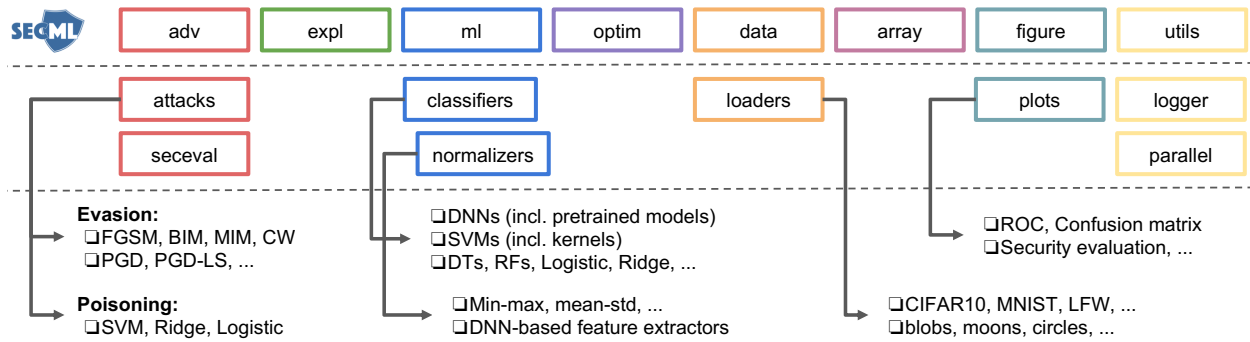 SECML
adv
expl
ml
optim
data
array
figure
utils
attacks
classifiers
loaders
plots
logger
seceval
normalizers
parallel
Evasion:
❏FGSM, BIM, MIM, CW
❏PGD, PGD-LS, ...
Poisoning:
❏SVM, Ridge, Logistic
❏DNNs (incl. pretrained models)
❏SVMs (incl. kernels)
❏DTs, RFs, Logistic, Ridge, ...
❏Min-max, mean-std, ...
❏DNN-based feature extractors
❏ROC, Confusion matrix
❏Security evaluation, ...
❏CIFAR10, MNIST, LFW, ...
❏blobs, moons, circles, ...